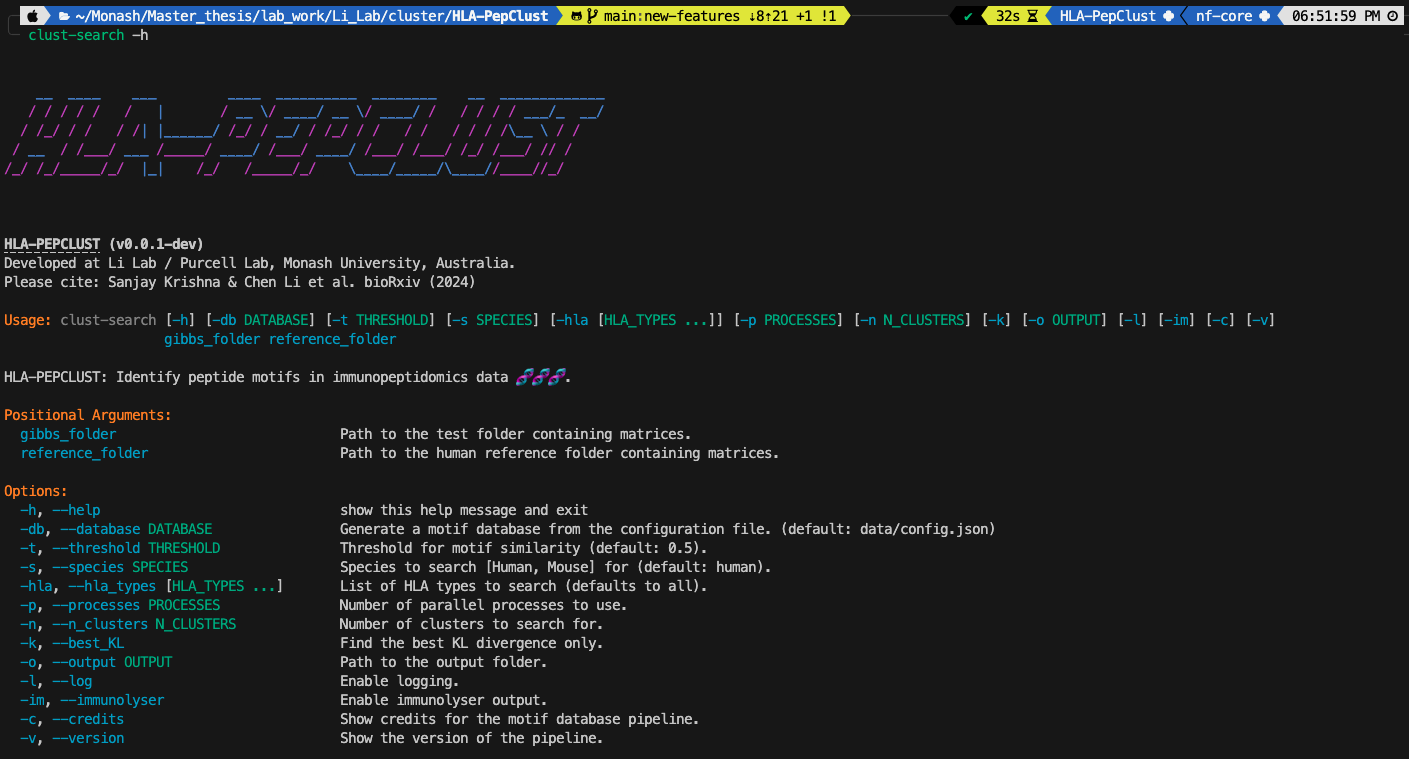 ~/Monash/Master_thesis/lab_work/Li_Lab/cluster/HLA-PepClust main:new-features ↓8↑21 +1 !1 ✔ 32s HLA-PepClust nf-core 06:51:59 PM
clust-search -h
HLA-PEPCLUST
HLA-PEPCLUST (v0.0.1-dev)
Developed at Li Lab / Purcell Lab, Monash University, Australia.
Please cite: Sanjay Krishna & Chen Li et al. bioRxiv (2024)
Usage: clust-search [-h] [-db DATABASE] [-t THRESHOLD] [-s SPECIES] [-hla [HLA_TYPES ...]] [-p PROCESSES] [-n N_CLUSTERS] [-k] [-o OUTPUT] [-l] [-im] [-c] [-v]
gibbs_folder reference_folder
HLA-PEPCLUST: Identify peptide motifs in immunopeptidomics data 🧬🧬🧬.
Positional Arguments:
gibbs_folder Path to the test folder containing matrices.
reference_folder Path to the human reference folder containing matrices.
Options:
-h, --help show this help message and exit
-db, --database DATABASE Generate a motif database from the configuration file. (default: data/config.json)
-t, --threshold THRESHOLD Threshold for motif similarity (default: 0.5).
-s, --species SPECIES Species to search [Human, Mouse] for (default: human).
-hla, --hla_types [HLA_TYPES ...] List of HLA types to search (defaults to all).
-p, --processes PROCESSES Number of parallel processes to use.
-n, --n_clusters N_CLUSTERS Number of clusters to search for.
-k, --best_KL Find the best KL divergence only.
-o, --output OUTPUT Path to the output folder.
-l, --log Enable logging.
-im, --immunolyser Enable immunolyser output.
-c, --credits Show credits for the motif database pipeline.
-v, --version Show the version of the pipeline.